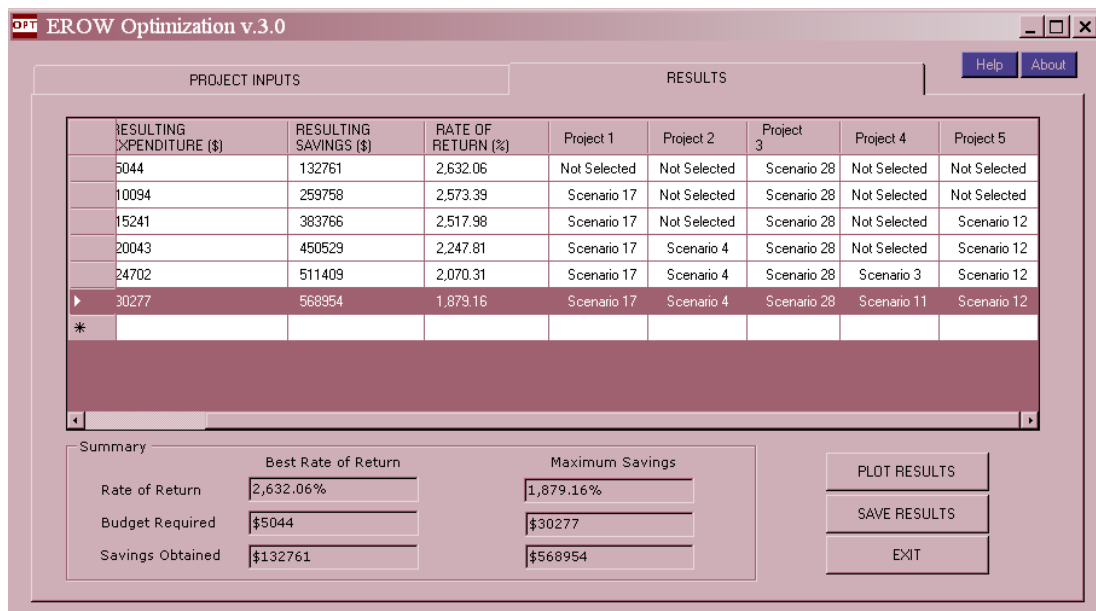 OPT EROW Optimization v.3.0
Help About
PROJECT INPUTS RESULTS
RESULTING EXPENDITURE ($) RESULTING SAVINGS ($) RATE OF RETURN (%) Project 1 Project 2 Project 3 Project 4 Project 5
5044 132761 2,632.06 Not Selected Not Selected Scenario 28 Not Selected Not Selected
10094 259758 2,573.39 Scenario 17 Not Selected Scenario 28 Not Selected Not Selected
15241 383766 2,517.98 Scenario 17 Not Selected Scenario 28 Not Selected Scenario 12
20043 450529 2,247.81 Scenario 17 Scenario 4 Scenario 28 Not Selected Scenario 12
24702 511409 2,070.31 Scenario 17 Scenario 4 Scenario 28 Scenario 3 Scenario 12
30277 568954 1,879.16 Scenario 17 Scenario 4 Scenario 28 Scenario 11 Scenario 12
Summary
Best Rate of Return Maximum Savings
Rate of Return 2,632.06% 1,879.16%
Budget Required $5044 $30277
Savings Obtained $132761 $568954
PLOT RESULTS
SAVE RESULTS
EXIT